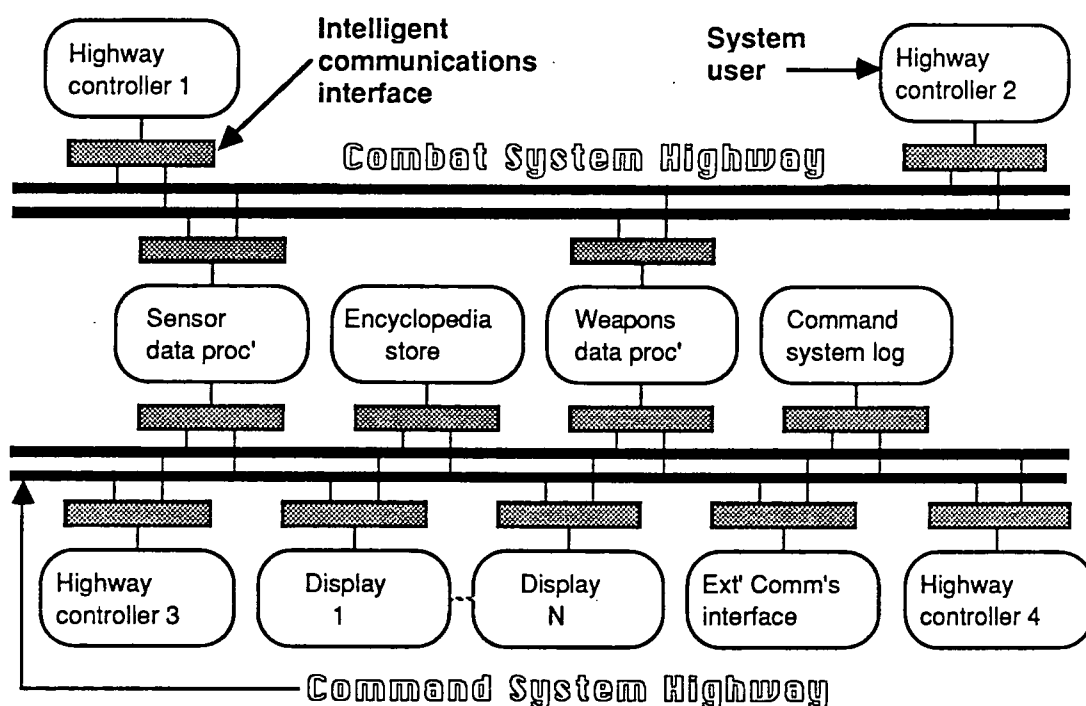 Highway
controller 1
Intelligent
communications
interface
System
user
Highway
controller 2
Combat System Highway
Sensor
data proc'
Encyclopedia
store
Weapons
data proc'
Command
system log
Highway
controller 3
Display
1
Display
N
Ext' Comm's
interface
Highway
controller 4
Command System Highway